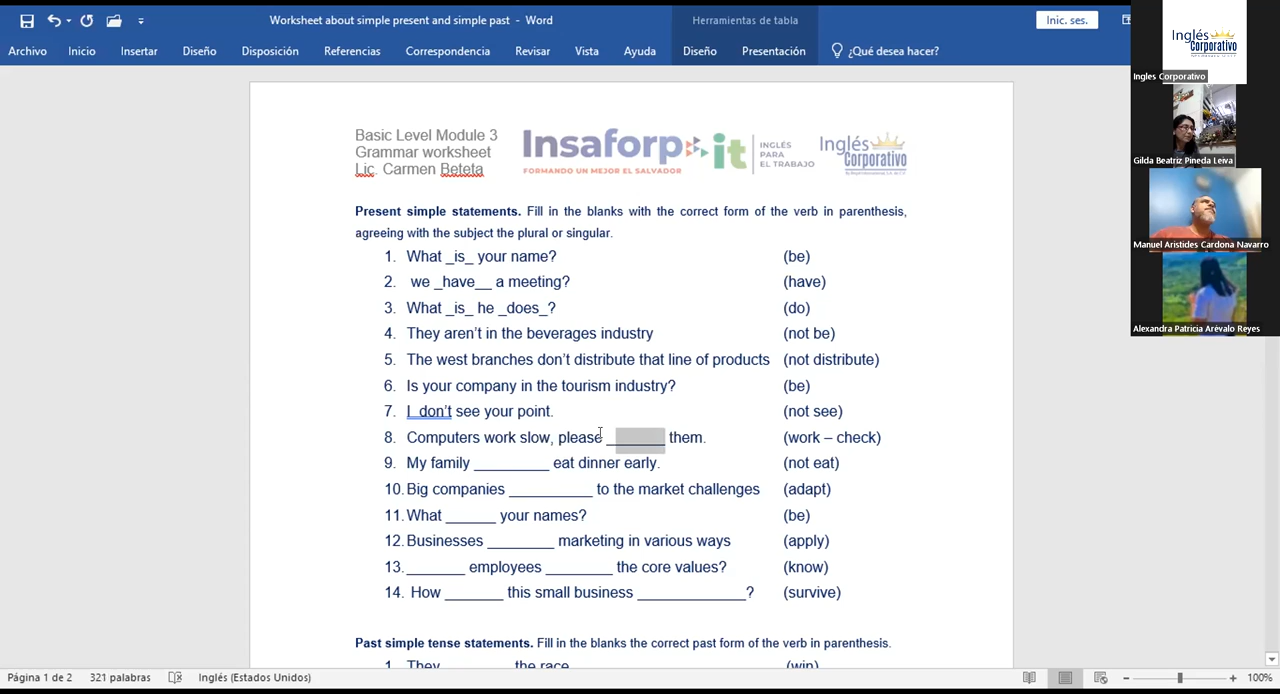 Worksheet about simple present and simple past - Word
Herramientas de tabla
Inic. ses.
Archivo Inicio Insertar Diseño Disposición Referencias Correspondencia Revisar Vista Ayuda Diseño Presentación ¿Qué desea hacer?
Inglés
Corporativo
Ingles Corporativo
Gilda Beatriz Pineda Leiva
Manuel Aristides Cardona Navarro
Alexandra Patricia Arévalo Reyes
Basic Level Module 3
Grammar worksheet
Lic. Carmen Beteta
Insaforp
FORMANDO UN MEJOR EL SALVADOR
it
INGLÉS
PARA
EL TRABAJO
Inglés
Corporativo
Present simple statements. Fill in the blanks with the correct form of the verb in parenthesis,
agreeing with the subject the plural or singular.
1. What _is_ your name? (be)
2. we _have__ a meeting? (have)
3. What _is_ he _does_? (do)
4. They aren't in the beverages industry (not be)
5. The west branches don't distribute that line of products (not distribute)
6. Is your company in the tourism industry? (be)
7. I don't see your point. (not see)
8. Computers work slow, please _______ them. (work – check)
9. My family _________ eat dinner early. (not eat)
10. Big companies __________ to the market challenges (adapt)
11. What ______ your names? (be)
12. Businesses ________ marketing in various ways (apply)
13. _______ employees ________ the core values? (know)
14. How _______ this small business _____________? (survive)
Past simple tense statements. Fill in the blanks the correct past form of the verb in parenthesis.
1. They _______ the race (win)
Página 1 de 2 321 palabras Inglés (Estados Unidos) 100%